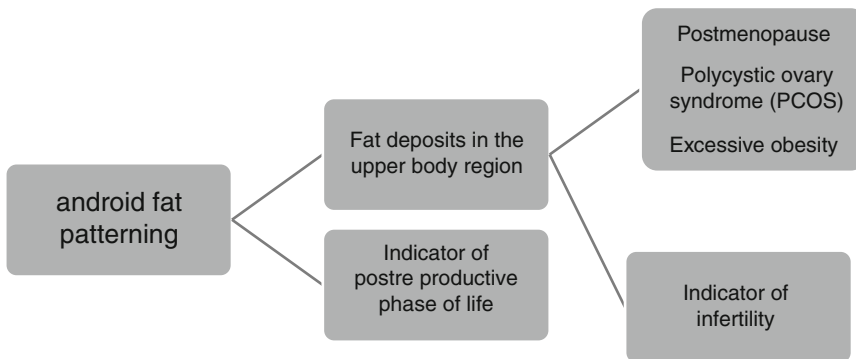 android fat
patterning
Fat deposits in the
upper body region
Indicator of
postre productive
phase of life
Postmenopause
Polycystic ovary
syndrome (PCOS)
Excessive obesity
Indicator of
infertility